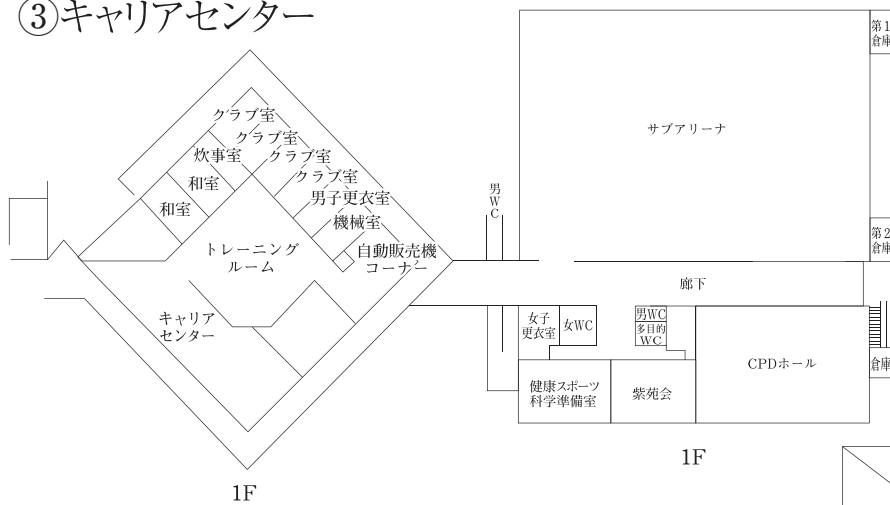 ③キャリアセンター
クラブ室
クラブ室
クラブ室
クラブ室
炊事室
和室
和室
男子更衣室
機械室
自動販売機
コーナー
トレーニング
ルーム
キャリア
センター
1F
男WC
サブアリーナ
第1
倉庫
第2
倉庫
廊下
女子
更衣室
女WC
男WC
多目的
WC
CPDホール
倉庫
健康スポーツ
科学準備室
紫苑会
1F